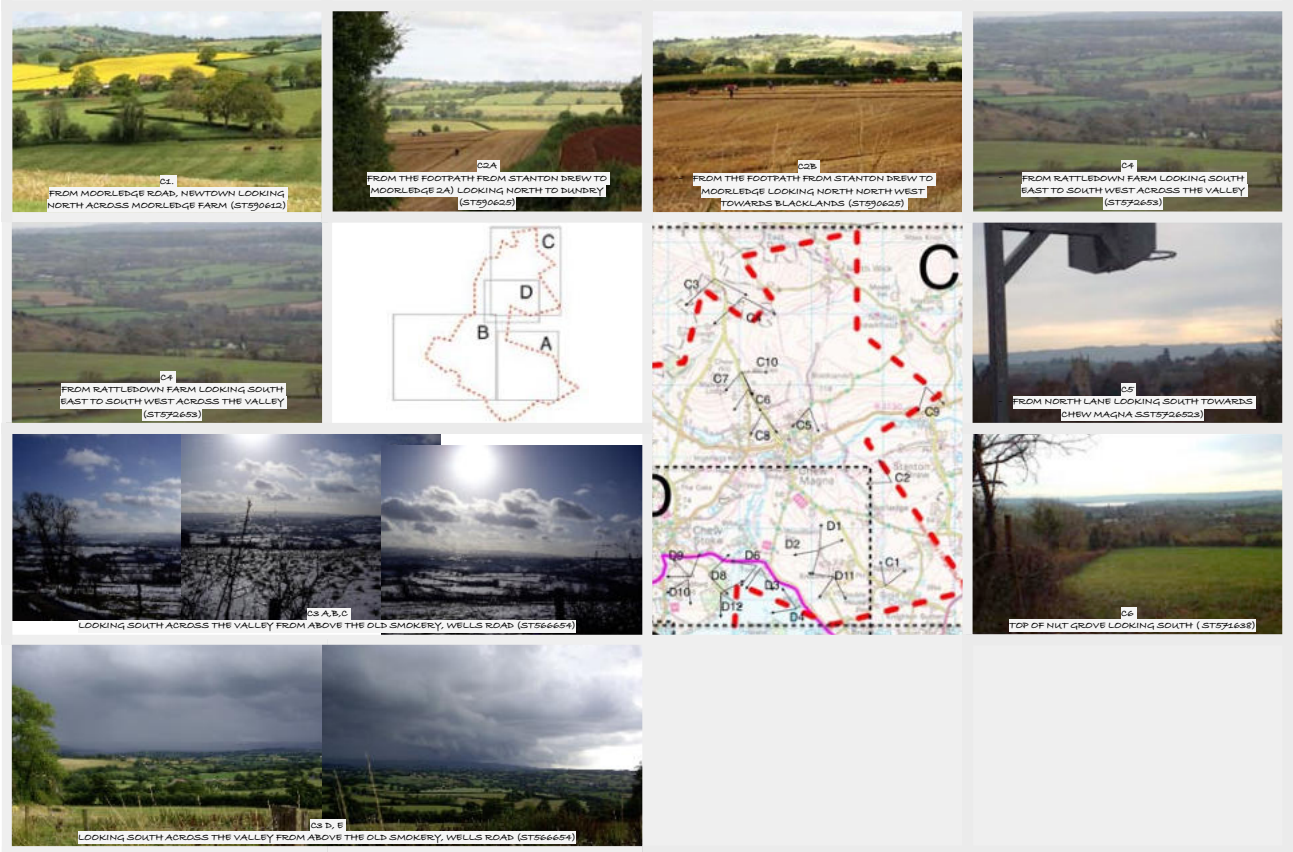 C1.
FROM MOORLEDGE ROAD, NEWTOWN LOOKING
NORTH ACROSS MOORLEDGE FARM (ST590612)
C2A
FROM THE FOOTPATH FROM STANTON DREW TO
MOORLEDGE 2A) LOOKING NORTH TO DUNDRY
(ST590625)
C2B
FROM THE FOOTPATH FROM STANTON DREW TO
MOORLEDGE LOOKING NORTH NORTH WEST
TOWARDS BLACKLANDS (ST590625)
C4
FROM RATTLEDOWN FARM LOOKING SOUTH
EAST TO SOUTH WEST ACROSS THE VALLEY
(ST572653)
C4
FROM RATTLEDOWN FARM LOOKING SOUTH
EAST TO SOUTH WEST ACROSS THE VALLEY
(ST572653)
C
D
B
A
C
C3
C4
C10
C7
C6
C9
C5
C8
Stanton
Drew
C2
Chew
Magna
D
Chew
Stoke
D1
D2
D9
D6
C1
D8
D3
D11
D10
D12
D4
C5
FROM NORTH LANE LOOKING SOUTH TOWARDS
CHEW MAGNA SST5726523)
C3 A,B,C
LOOKING SOUTH ACROSS THE VALLEY FROM ABOVE THE OLD SMOKERY, WELLS ROAD (ST566654)
C6
TOP OF NUT GROVE LOOKING SOUTH ( ST571638)
C3 D, E
LOOKING SOUTH ACROSS THE VALLEY FROM ABOVE THE OLD SMOKERY, WELLS ROAD (ST566654)